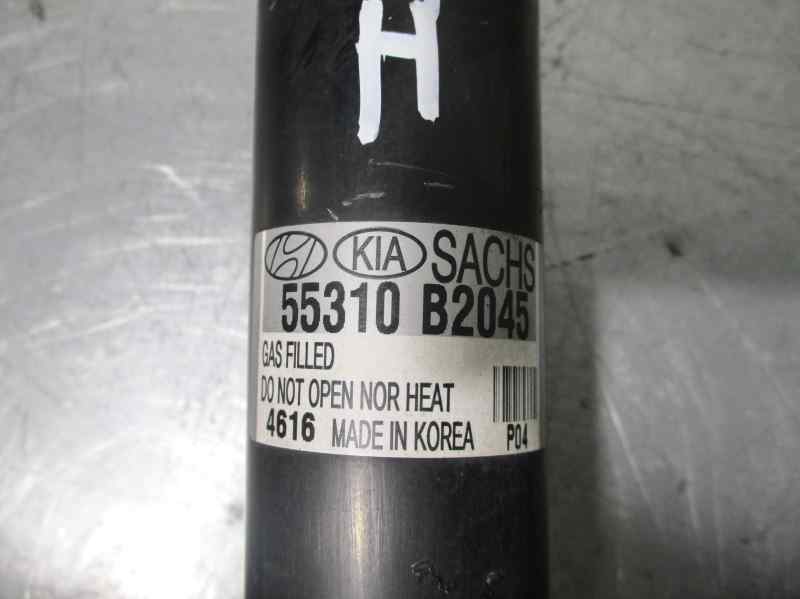 H
KIA SACHS
55310 B2045
GAS FILLED
DO NOT OPEN NOR HEAT
4616 MADE IN KOREA P04